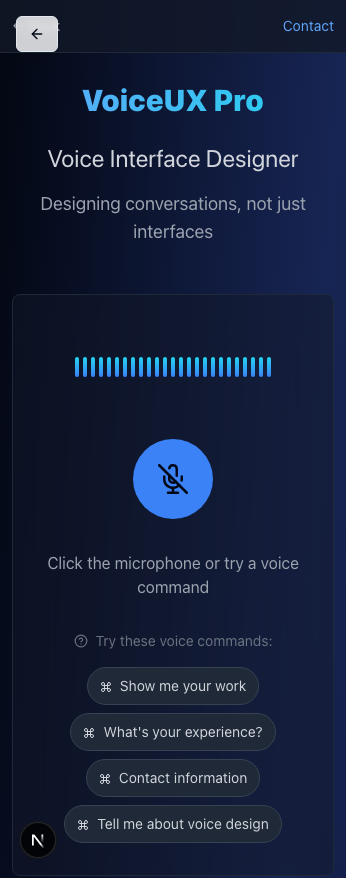 Contact
VoiceUX Pro
Voice Interface Designer
Designing conversations, not just
interfaces
Click the microphone or try a voice
command
Try these voice commands:
⌘ Show me your work
⌘ What's your experience?
⌘ Contact information
⌘ Tell me about voice design
N